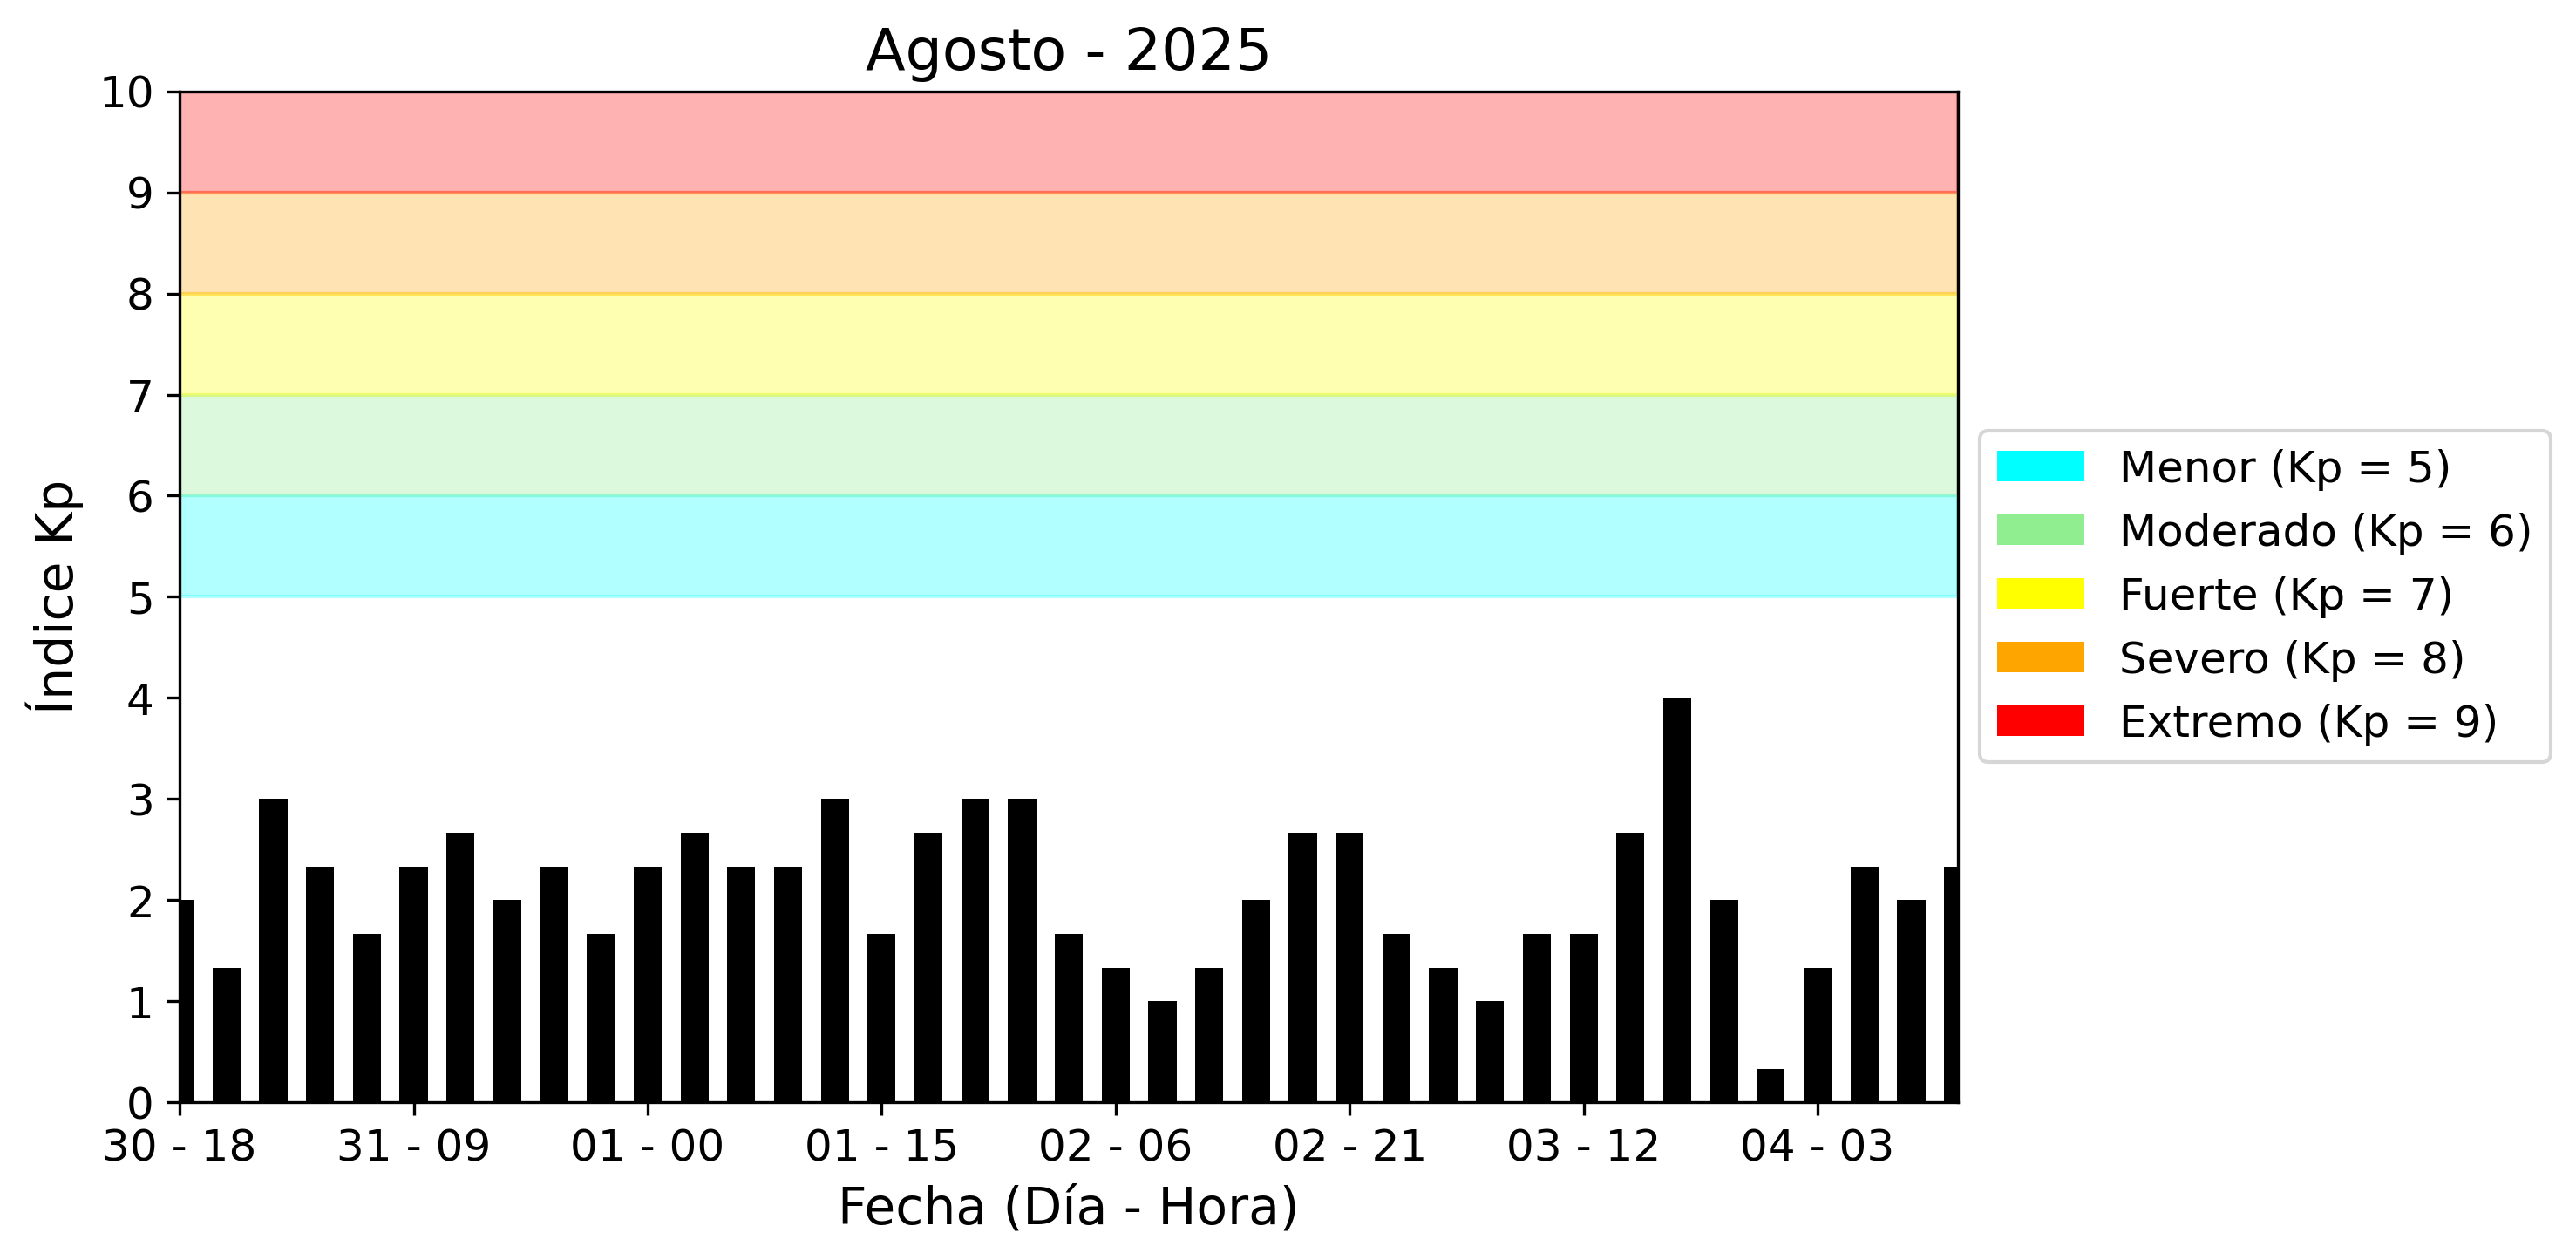 Agosto - 2025
10
9
8
7
6
5
4
3
2
1
0
Índice Kp
30 - 18
31 - 09
01 - 00
01 - 15
02 - 06
02 - 21
03 - 12
04 - 03
Fecha (Día - Hora)
Menor (Kp = 5)
Moderado (Kp = 6)
Fuerte (Kp = 7)
Severo (Kp = 8)
Extremo (Kp = 9)